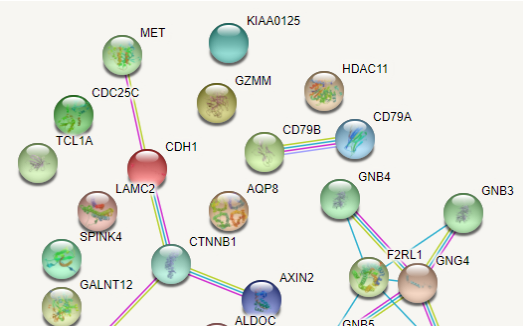 MET
KIAA0125
HDAC11
GZMM
CDC25C
CD79A
CD79B
TCL1A
CDH1
GNB4
LAMC2
AQP8
GNB3
SPINK4
CTNNB1
F2RL1
GNG4
GALNT12
AXIN2
ALDOC
GNB5